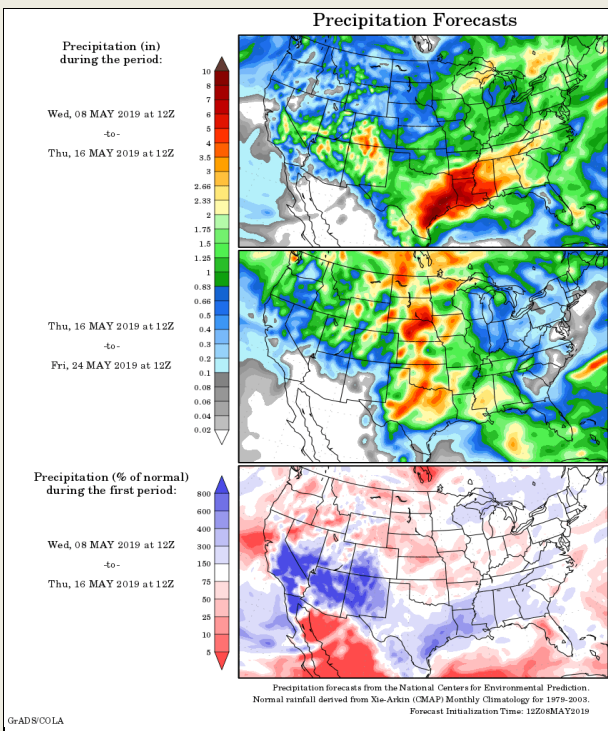 Precipitation Forecasts
Precipitation (in)
during the period:
Wed, 08 MAY 2019 at 12Z
-to-
Thu, 16 MAY 2019 at 12Z
10
8
7
6
5
4
3.5
3
2.66
2.33
2
1.75
1.5
1.25
1
0.83
0.66
0.5
0.4
0.3
0.2
0.1
0.08
0.06
0.04
0.02
Thu, 16 MAY 2019 at 12Z
-to-
Fri, 24 MAY 2019 at 12Z
Precipitation (% of normal)
during the first period:
Wed, 08 MAY 2019 at 12Z
-to-
Thu, 16 MAY 2019 at 12Z
800
600
400
300
150
75
50
25
10
5
Precipitation forecasts from the National Centers for Environmental Prediction.
Normal rainfall derived from Xie-Arkin (CMAP) Monthly Climatology for 1979-2003.
Forecast Initialization Time: 12Z08MAY2019
GrADS/COLA